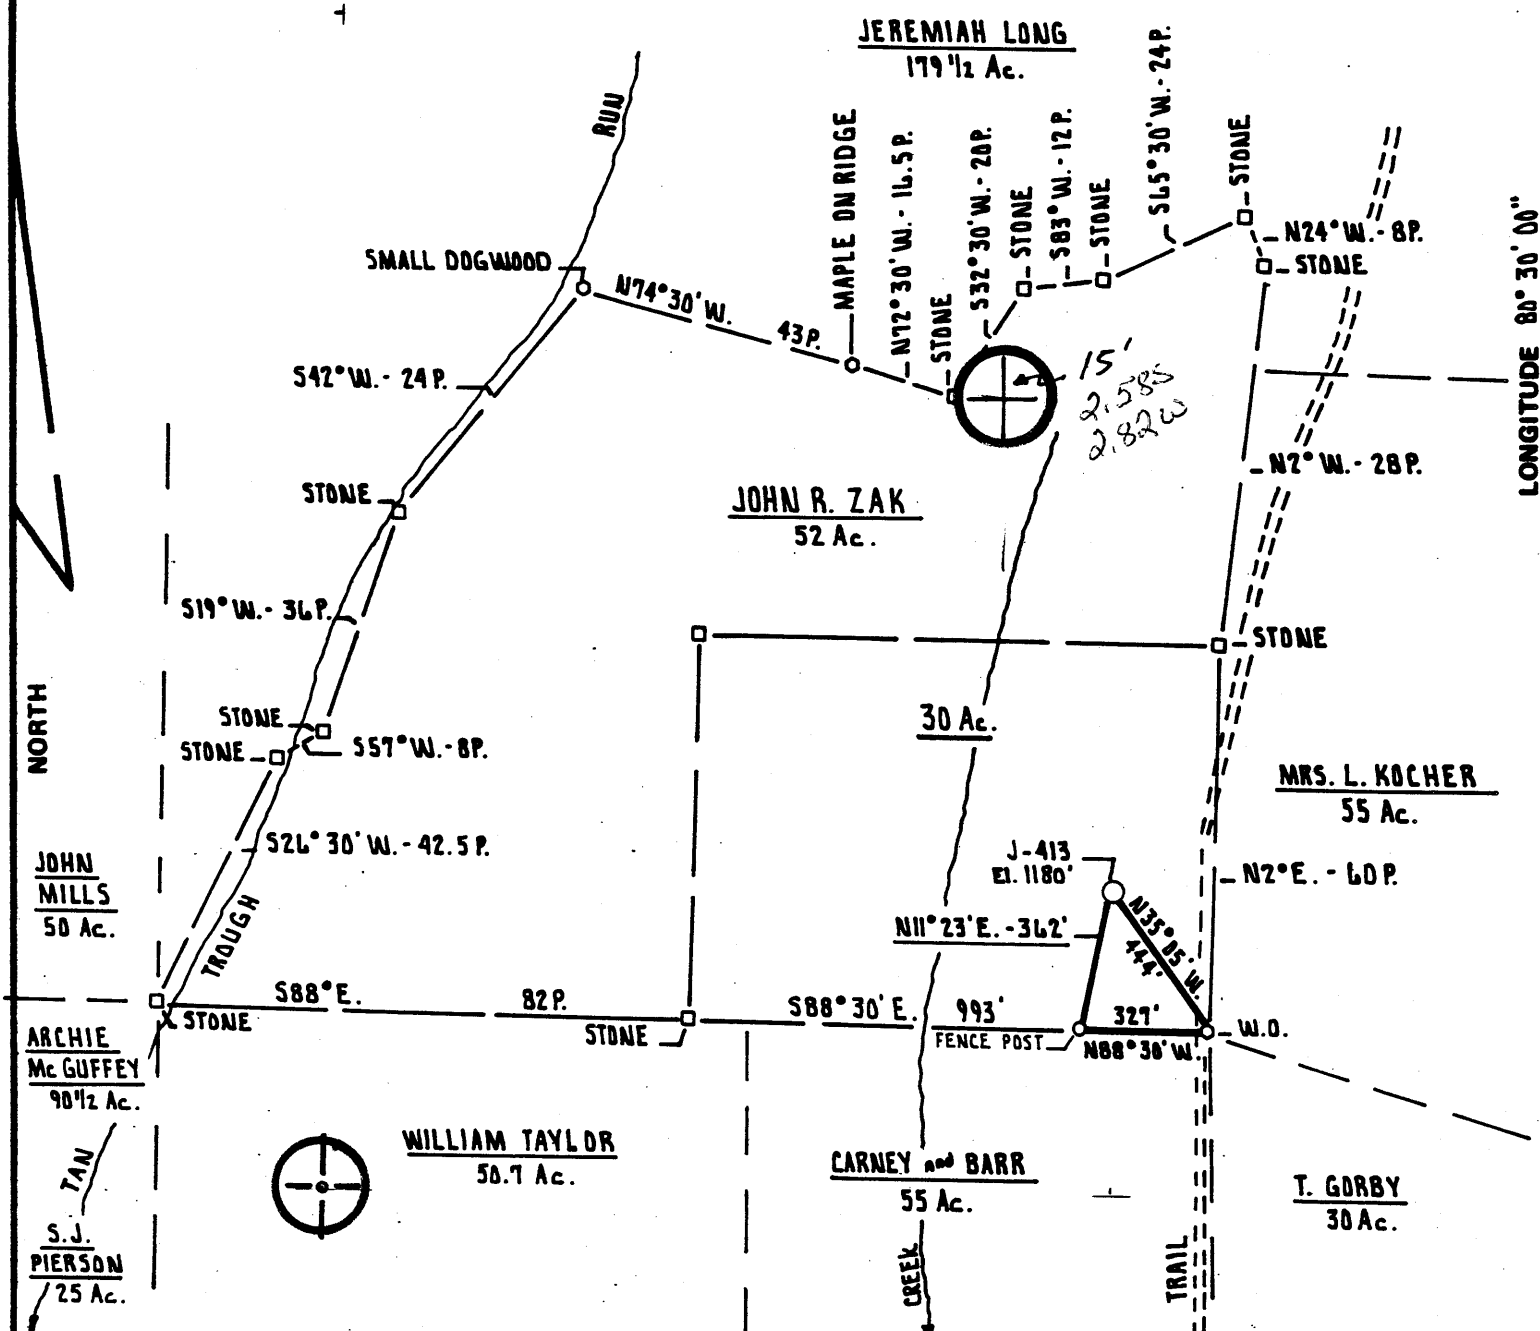 JEREMIAH LONG
179 1/2 Ac.
RUN
SMALL DOGWOOD
N74°30'W.
43P.
MAPLE ON RIDGE
N72°30'W.- 16.5P.
STONE
S32°30'W.- 20P.
STONE
S83°W.- 12P.
STONE
S65°30'W.- 24P.
STONE
N24°W.- 8P.
STONE
LONGITUDE 80° 30' 00"
S42°W.- 24P.
15'
2.58S
2.82W
N2°W.- 28P.
STONE
JOHN R. ZAK
52 Ac.
S19°W.- 36P.
STONE
STONE
STONE
S57°W.- 8P.
30 Ac.
NORTH
MRS. L. KOCHER
55 Ac.
S26°30'W.- 42.5P.
JOHN
MILLS
50 Ac.
J-413
El. 1180'
N2°E.- 60P.
TROUGH
N11°23'E.-362'
N35°05'W.
444'
S88°E.
82P.
S88°30'E.
993'
327'
W.O.
STONE
STONE
FENCE POST
N88°30'W.
ARCHIE
McGUFFEY
90 1/2 Ac.
WILLIAM TAYLOR
50.7 Ac.
CARNEY and BARR
55 Ac.
T. GORBY
30 Ac.
TAN
S.J.
PIERSON
25 Ac.
CREEK
TRAIL